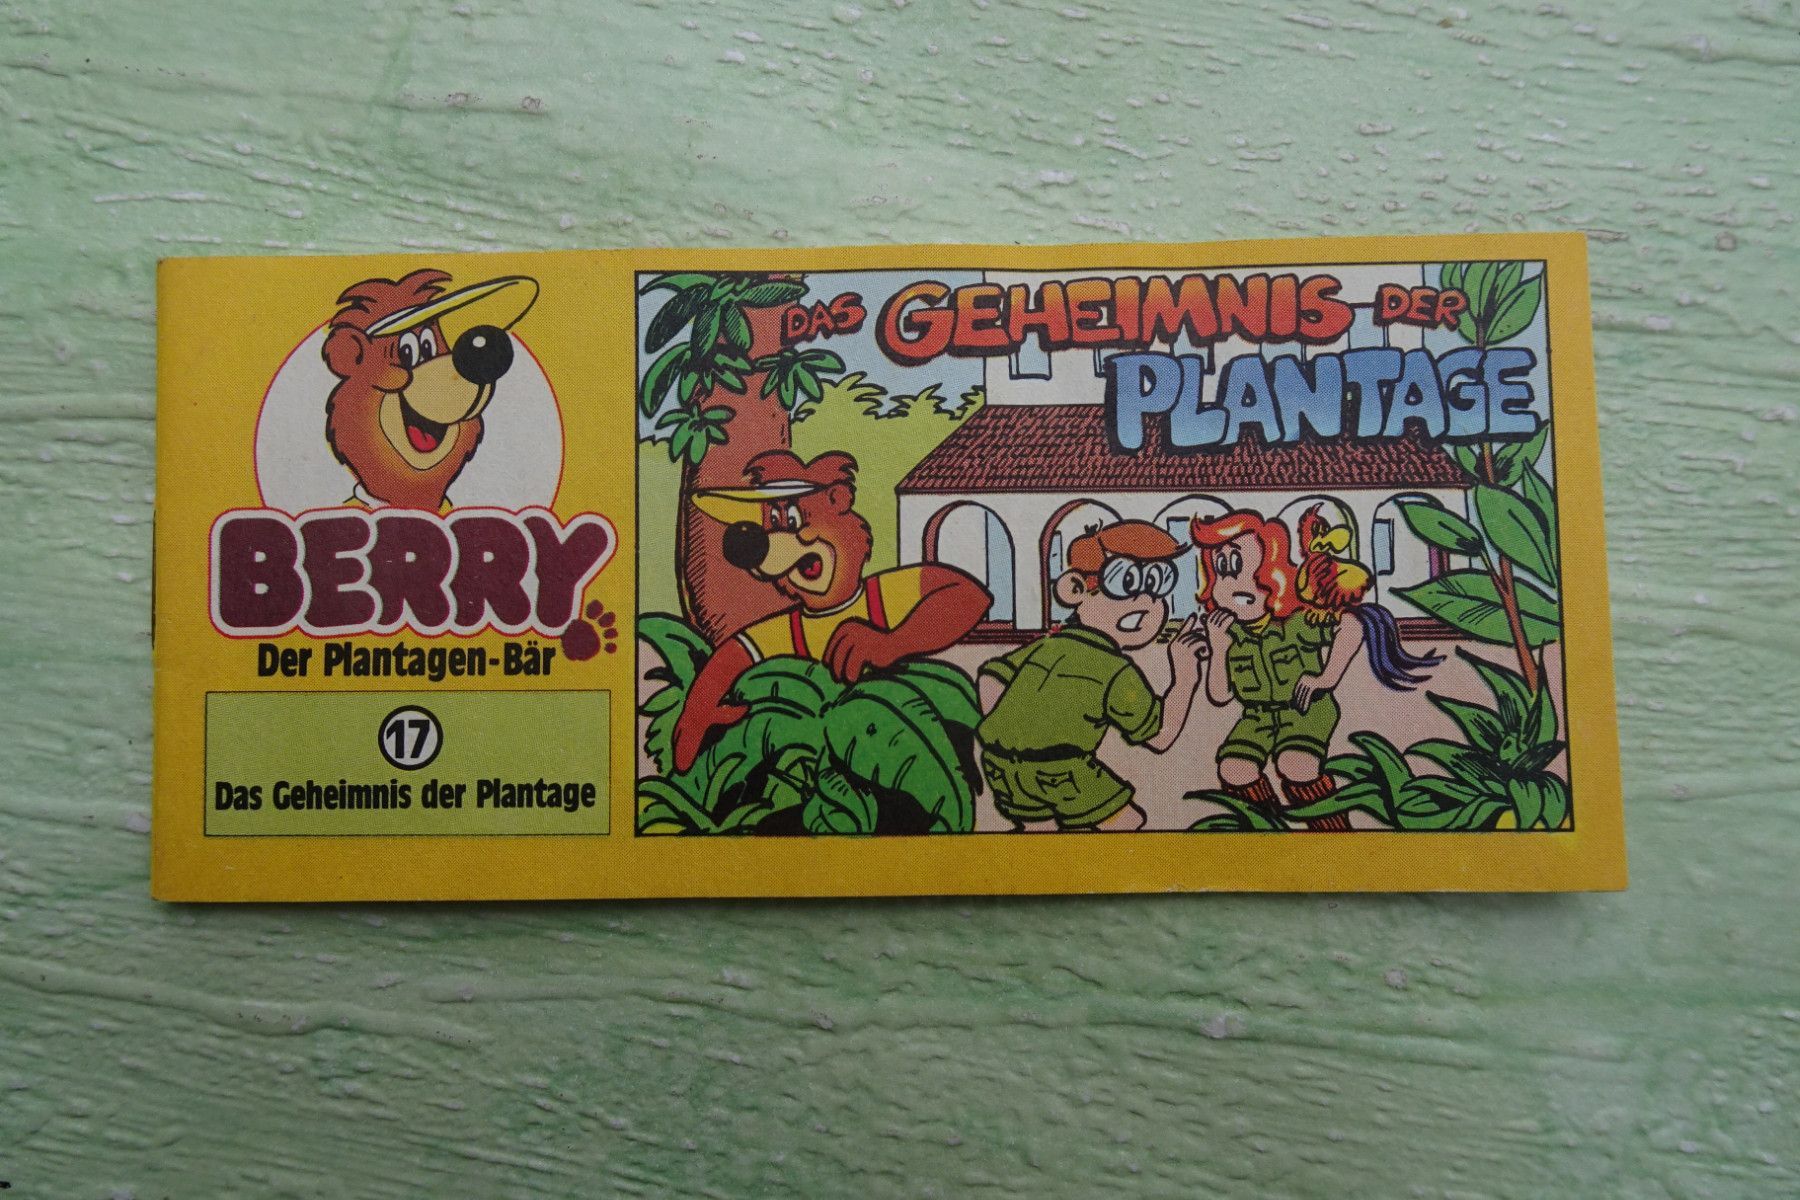 BERRY
Der Plantagen-Bär
17
Das Geheimnis der Plantage
DAS GEHEIMNIS DER
PLANTAGE